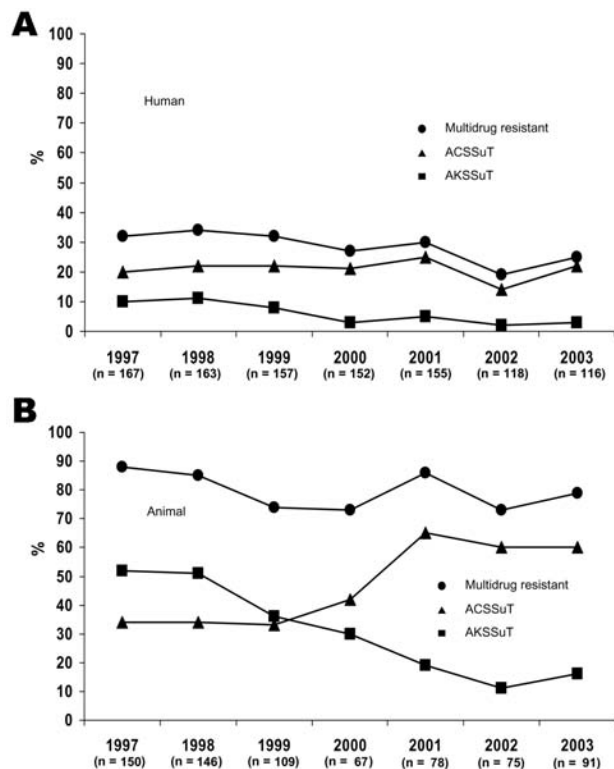 A
100
90
80
70
60
50
40
30
20
10
0
%
Human
Multidrug resistant
ACSSuT
AKSSuT
1997 1998 1999 2000 2001 2002 2003
(n = 167) (n = 163) (n = 157) (n = 152) (n = 155) (n = 118) (n = 116)
B
100
90
80
70
60
50
40
30
20
10
0
%
Animal
Multidrug resistant
ACSSuT
AKSSuT
1997 1998 1999 2000 2001 2002 2003
(n = 150) (n = 146) (n = 109) (n = 67) (n = 78) (n = 75) (n = 91)